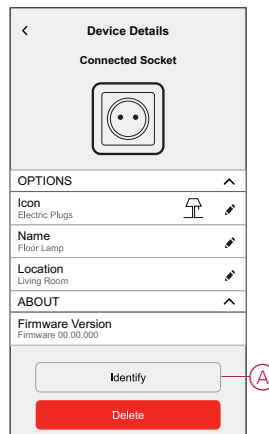 Device Details
Connected Socket
OPTIONS
Icon
Electric Plugs
Name
Floor Lamp
Location
Living Room
ABOUT
Firmware Version
Firmware 00.00.000
Identify
A
Delete